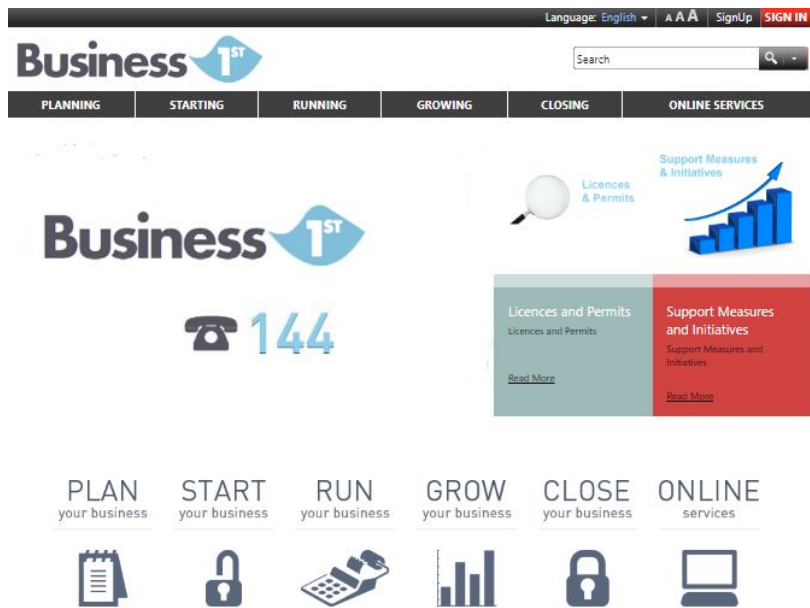 Language: English
A A A
SignUp
SIGN IN
Business 1ST
Search
PLANNING STARTING RUNNING GROWING CLOSING ONLINE SERVICES
Business 1ST
144
Licences
& Permits
Support Measures
& Initiatives
Licences and Permits
Licences and Permits
Read More
Support Measures
and Initiatives
Support Measures and
Initiatives
Read More
PLAN
your business
START
your business
RUN
your business
GROW
your business
CLOSE
your business
ONLINE
services